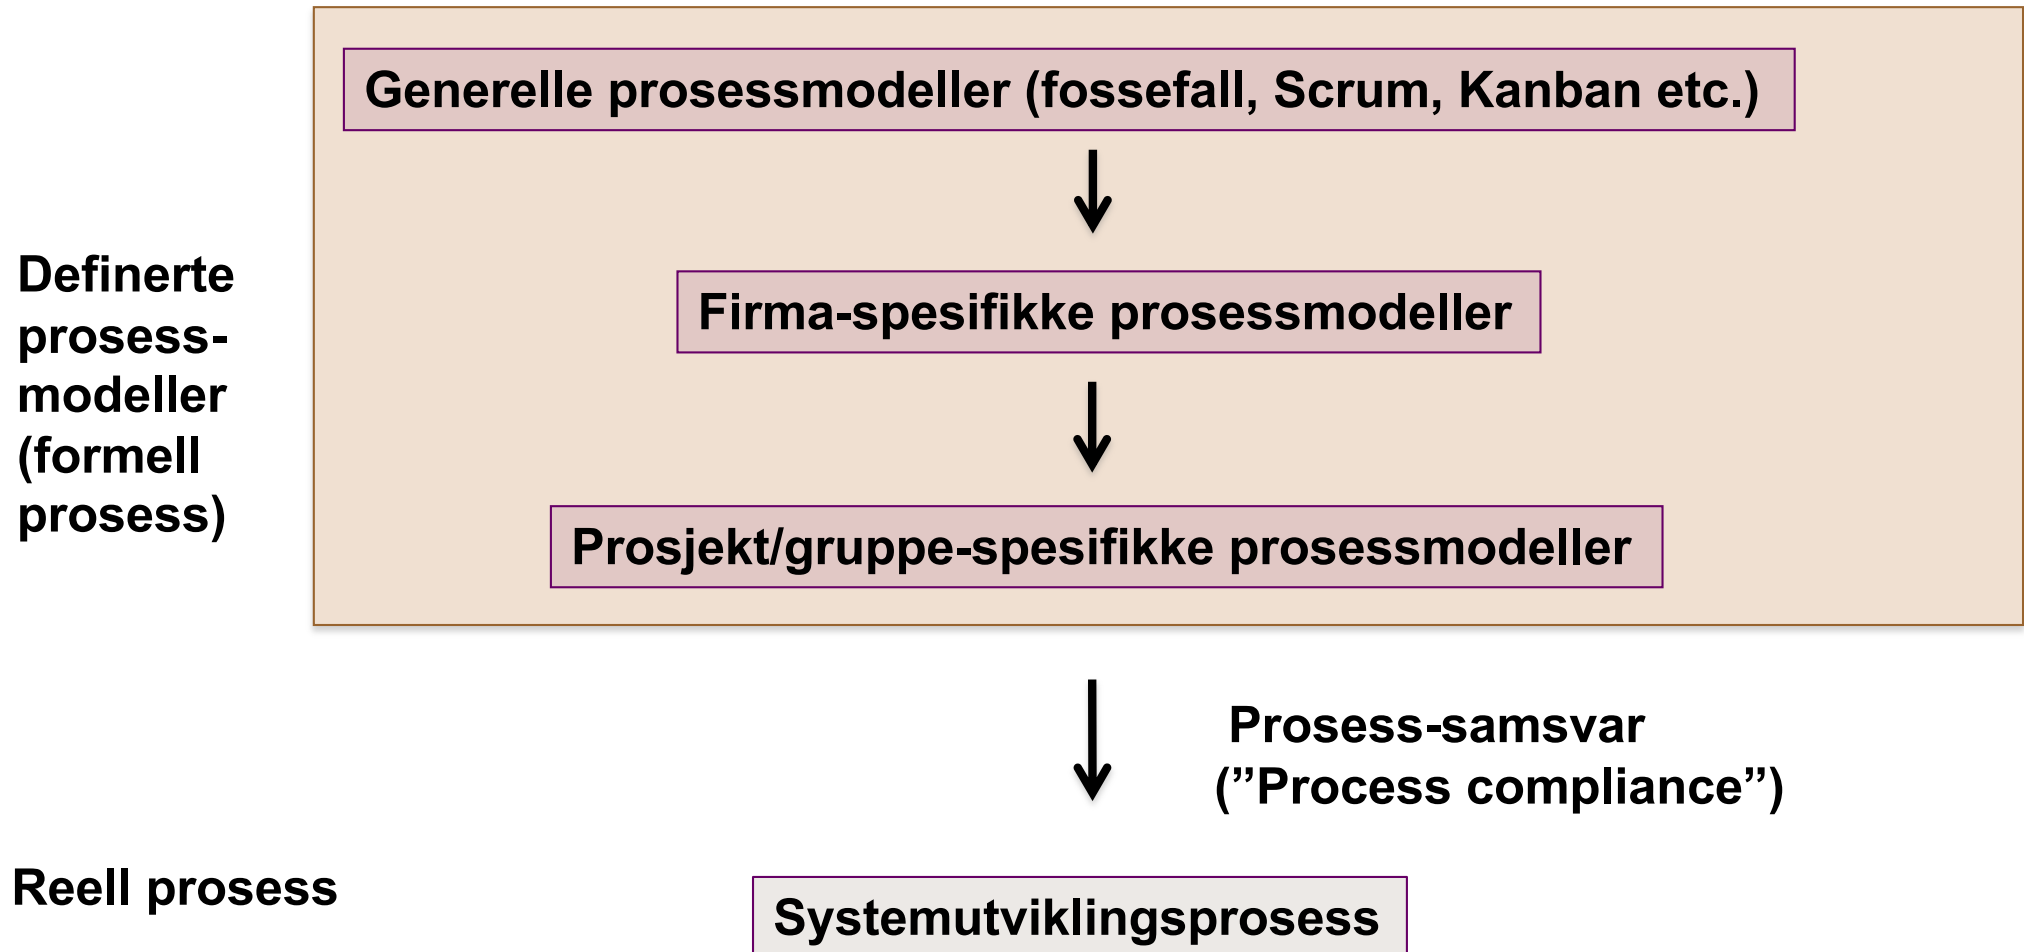 Generelle prosessmodeller (fossefall, Scrum, Kanban etc.)
Definerte
prosess-
modeller
(formell
prosess)
Firma-spesifikke prosessmodeller
Prosjekt/gruppe-spesifikke prosessmodeller
Prosess-samsvar
(”Process compliance”)
Reell prosess
Systemutviklingsprosess